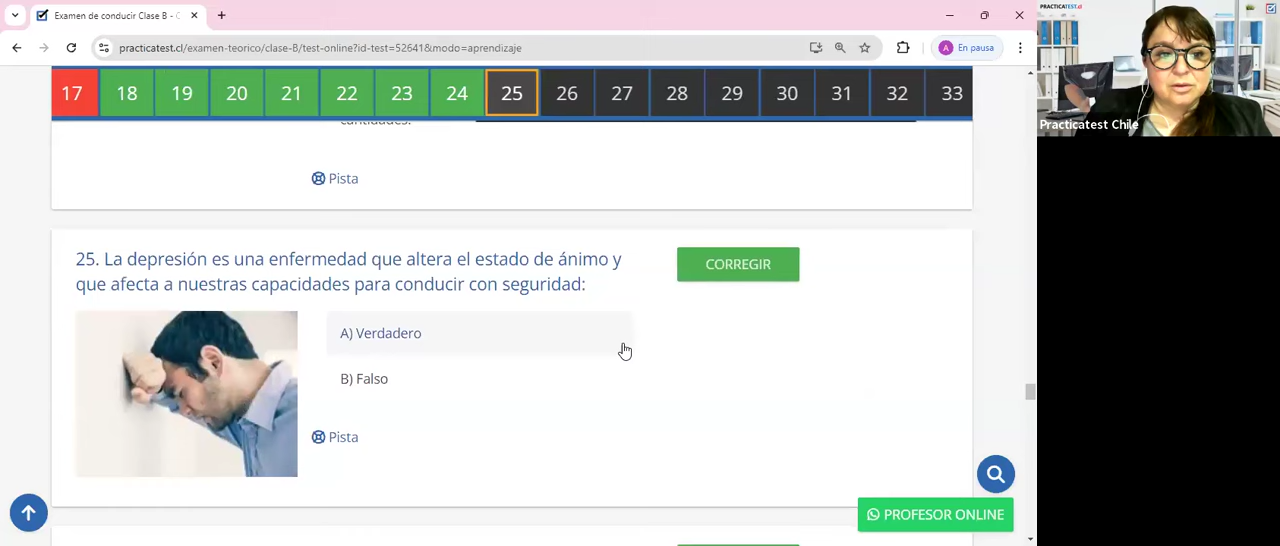 Examen de conducir Clase B - C
practicatest.cl/examen-teorico/clase-B/test-online?id-test=52641&modo=aprendizaje
A En pausa
PRACTICATEST.cl
Practicatest Chile
17 18 19 20 21 22 23 24 25 26 27 28 29 30 31 32 33
cantidades.
Pista
25. La depresión es una enfermedad que altera el estado de ánimo y
que afecta a nuestras capacidades para conducir con seguridad:
CORREGIR
A) Verdadero
B) Falso
Pista
PROFESOR ONLINE